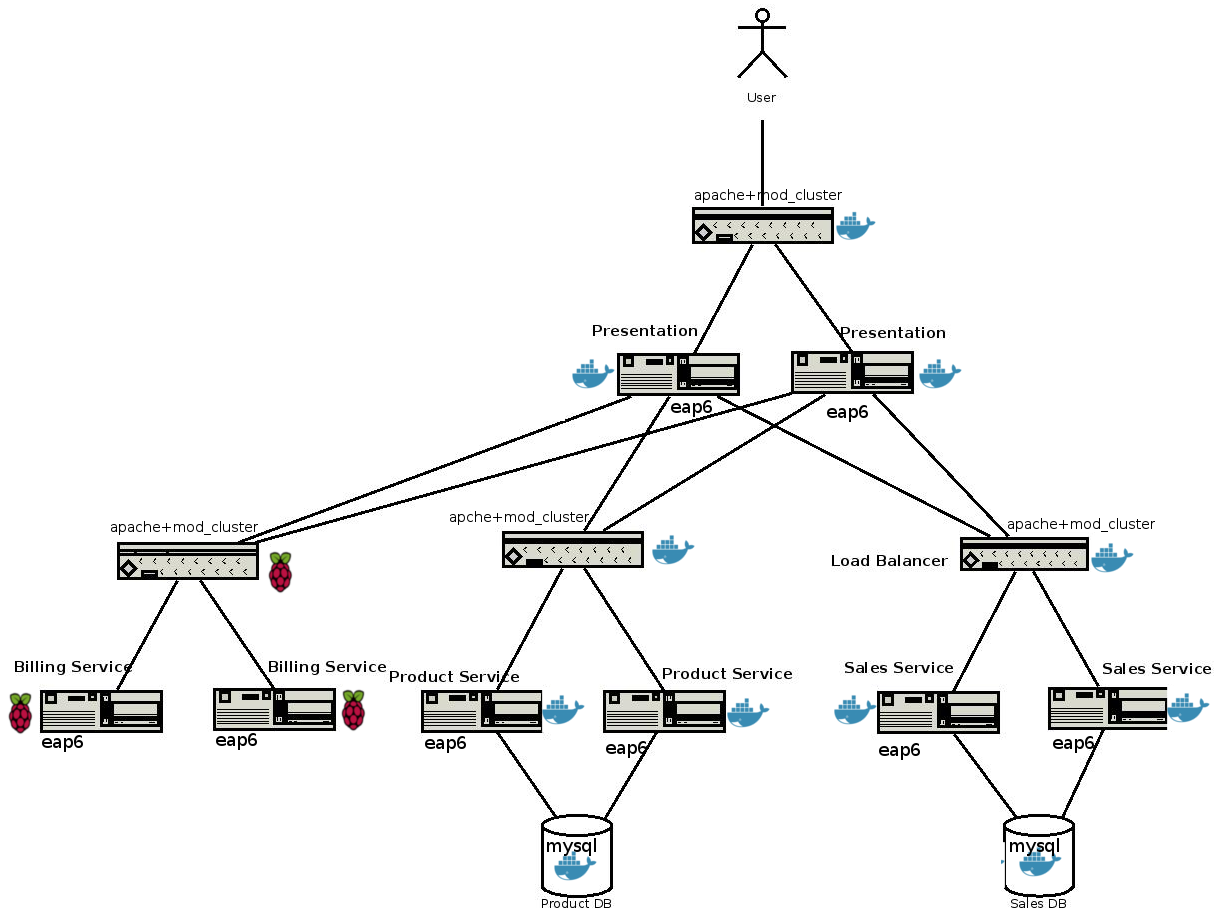 User
apache+mod_cluster
Presentation
Presentation
eap6
eap6
apache+mod_cluster
apche+mod_cluster
apache+mod_cluster
Load Balancer
Billing Service
Billing Service
Product Service
Product Service
Sales Service
Sales Service
eap6
eap6
eap6
eap6
eap6
eap6
mysql
mysql
Product DB
Sales DB